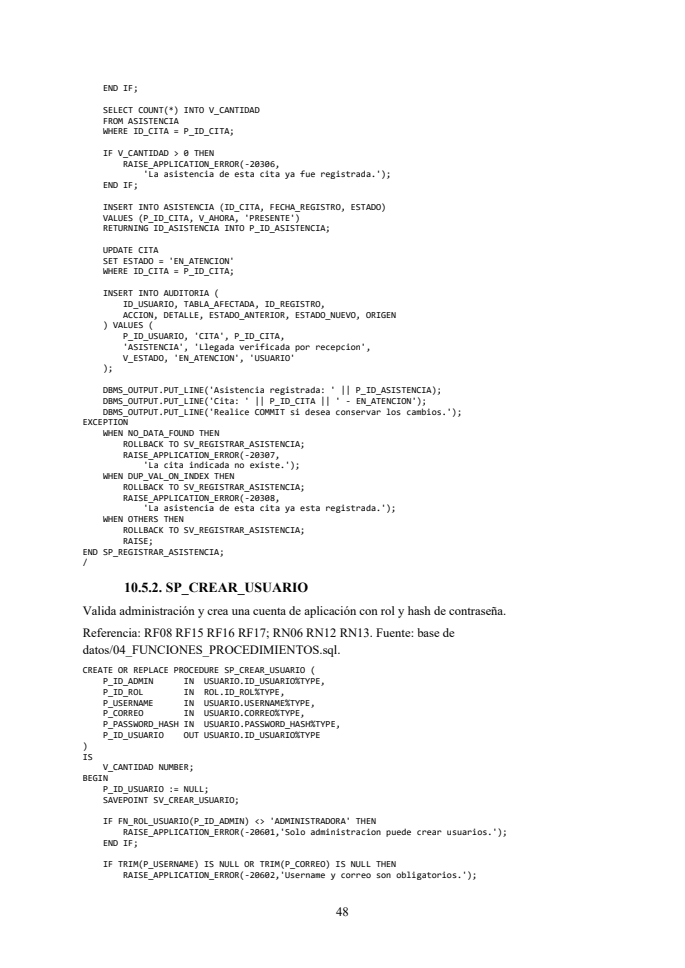 END IF;
SELECT COUNT(*) INTO V_CANTIDAD
FROM ASISTENCIA
WHERE ID_CITA = P_ID_CITA;
IF V_CANTIDAD > 0 THEN
RAISE_APPLICATION_ERROR(-20306,
'La asistencia de esta cita ya fue registrada.');
END IF;
INSERT INTO ASISTENCIA (ID_CITA, FECHA_REGISTRO, ESTADO)
VALUES (P_ID_CITA, V_AHORA, 'PRESENTE')
RETURNING ID_ASISTENCIA INTO P_ID_ASISTENCIA;
UPDATE CITA
SET ESTADO = 'EN_ATENCION'
WHERE ID_CITA = P_ID_CITA;
INSERT INTO AUDITORIA (
ID_USUARIO, TABLA_AFECTADA, ID_REGISTRO,
ACCION, DETALLE, ESTADO_ANTERIOR, ESTADO_NUEVO, ORIGEN
) VALUES (
P_ID_USUARIO, 'CITA', P_ID_CITA,
'ASISTENCIA', 'Llegada verificada por recepcion',
V_ESTADO, 'EN_ATENCION', 'USUARIO'
);
DBMS_OUTPUT.PUT_LINE('Asistencia registrada: ' || P_ID_ASISTENCIA);
DBMS_OUTPUT.PUT_LINE('Cita: ' || P_ID_CITA || ' - EN_ATENCION');
DBMS_OUTPUT.PUT_LINE('Realice COMMIT si desea conservar los cambios.');
EXCEPTION
WHEN NO_DATA_FOUND THEN
ROLLBACK TO SV_REGISTRAR_ASISTENCIA;
RAISE_APPLICATION_ERROR(-20307,
'La cita indicada no existe.');
WHEN DUP_VAL_ON_INDEX THEN
ROLLBACK TO SV_REGISTRAR_ASISTENCIA;
RAISE_APPLICATION_ERROR(-20308,
'La asistencia de esta cita ya esta registrada.');
WHEN OTHERS THEN
ROLLBACK TO SV_REGISTRAR_ASISTENCIA;
RAISE;
END SP_REGISTRAR_ASISTENCIA;
/
10.5.2. SP_CREAR_USUARIO
Valida administración y crea una cuenta de aplicación con rol y hash de contraseña.
Referencia: RF08 RF15 RF16 RF17; RN06 RN12 RN13. Fuente: base de
datos/04_FUNCIONES_PROCEDIMIENTOS.sql.
CREATE OR REPLACE PROCEDURE SP_CREAR_USUARIO (
P_ID_ADMIN IN USUARIO.ID_USUARIO%TYPE,
P_ID_ROL IN ROL.ID_ROL%TYPE,
P_USERNAME IN USUARIO.USERNAME%TYPE,
P_CORREO IN USUARIO.CORREO%TYPE,
P_PASSWORD_HASH IN USUARIO.PASSWORD_HASH%TYPE,
P_ID_USUARIO OUT USUARIO.ID_USUARIO%TYPE
)
IS
V_CANTIDAD NUMBER;
BEGIN
P_ID_USUARIO := NULL;
SAVEPOINT SV_CREAR_USUARIO;
IF FN_ROL_USUARIO(P_ID_ADMIN) <> 'ADMINISTRADORA' THEN
RAISE_APPLICATION_ERROR(-20601,'Solo administracion puede crear usuarios.');
END IF;
IF TRIM(P_USERNAME) IS NULL OR TRIM(P_CORREO) IS NULL THEN
RAISE_APPLICATION_ERROR(-20602,'Username y correo son obligatorios.');
48